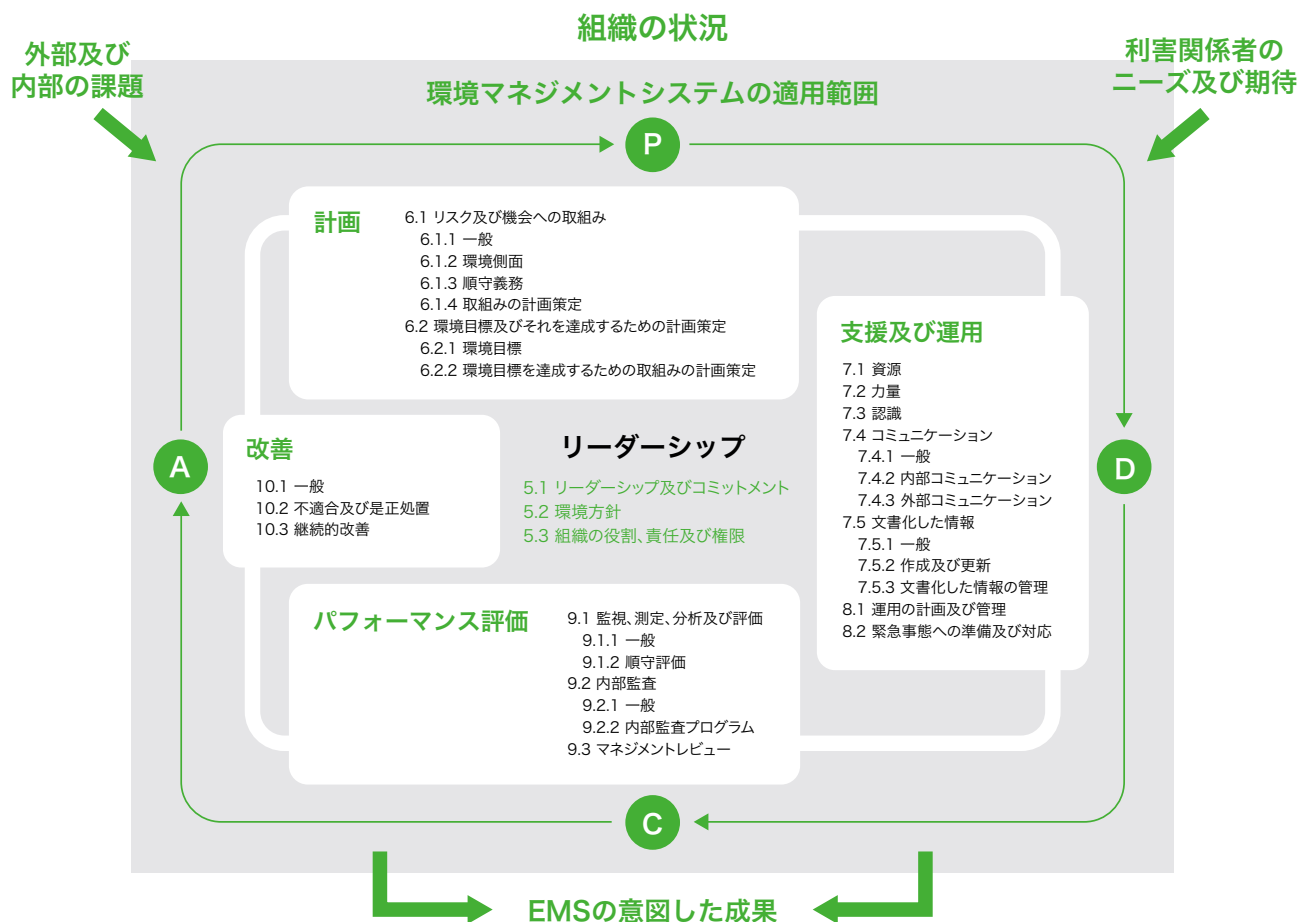 組織の状況
外部及び
内部の課題
利害関係者の
ニーズ及び期待
環境マネジメントシステムの適用範囲
P
計画
6.1 リスク及び機会への取組み
6.1.1 一般
6.1.2 環境側面
6.1.3 順守義務
6.1.4 取組みの計画策定
6.2 環境目標及びそれを達成するための計画策定
6.2.1 環境目標
6.2.2 環境目標を達成するための取組みの計画策定
支援及び運用
7.1 資源
7.2 力量
7.3 認識
7.4 コミュニケーション
7.4.1 一般
7.4.2 内部コミュニケーション
7.4.3 外部コミュニケーション
7.5 文書化した情報
7.5.1 一般
7.5.2 作成及び更新
7.5.3 文書化した情報の管理
8.1 運用の計画及び管理
8.2 緊急事態への準備及び対応
D
A
改善
10.1 一般
10.2 不適合及び是正処置
10.3 継続的改善
リーダーシップ
5.1 リーダーシップ及びコミットメント
5.2 環境方針
5.3 組織の役割、責任及び権限
パフォーマンス評価
9.1 監視、測定、分析及び評価
9.1.1 一般
9.1.2 順守評価
9.2 内部監査
9.2.1 一般
9.2.2 内部監査プログラム
9.3 マネジメントレビュー
C
EMSの意図した成果